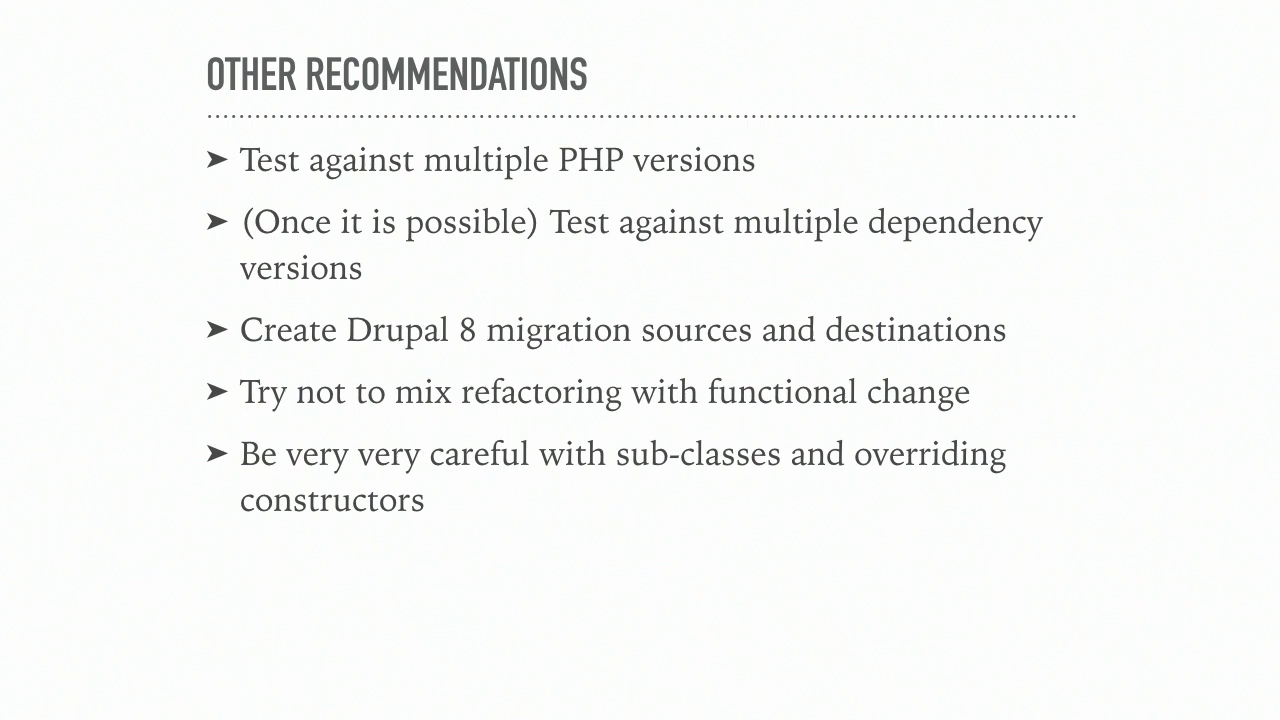 OTHER RECOMMENDATIONS
➤ Test against multiple PHP versions
➤ (Once it is possible) Test against multiple dependency
versions
➤ Create Drupal 8 migration sources and destinations
➤ Try not to mix refactoring with functional change
➤ Be very very careful with sub-classes and overriding
constructors